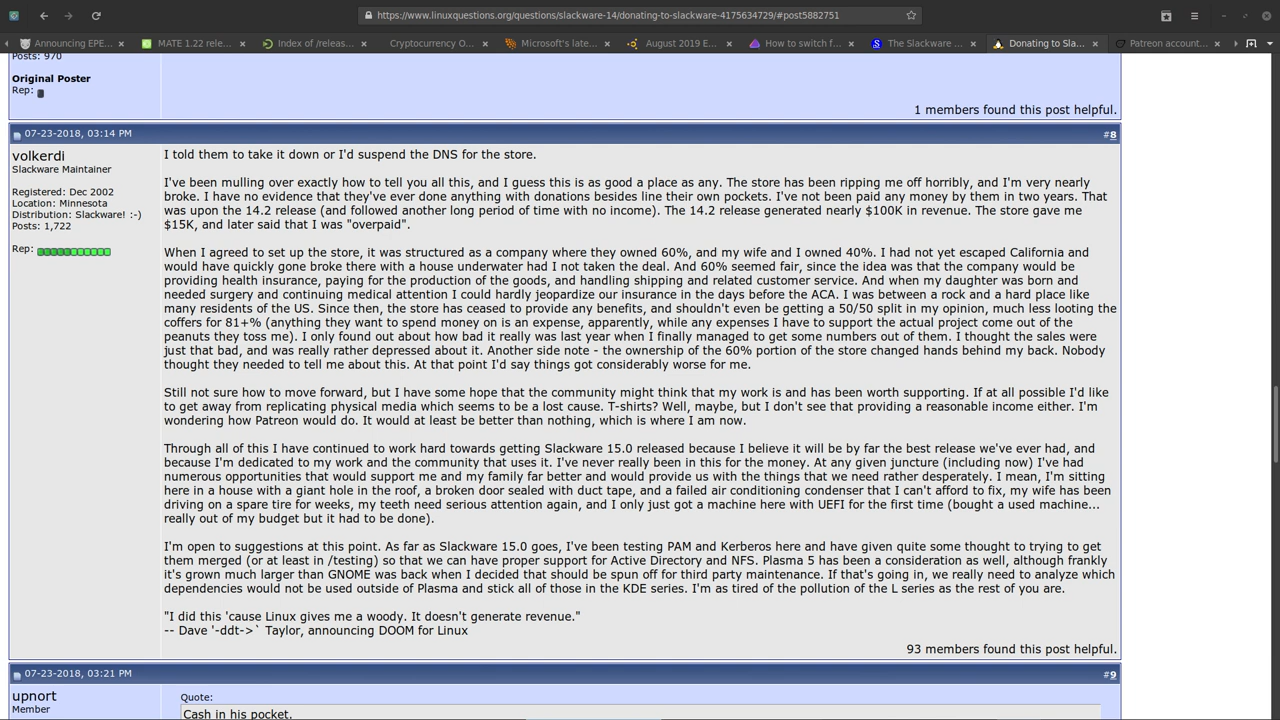 https://www.linuxquestions.org/questions/slackware-14/donating-to-slackware-4175634729/#post5882751
Announcing EPE...
MATE 1.22 rele...
Index of /releas...
Cryptocurrency O...
Microsoft's late...
August 2019 E...
How to switch f...
The Slackware ...
Donating to Sla...
Patreon account...
Posts: 970
Original Poster
Rep:
1 members found this post helpful.
07-23-2018, 03:14 PM
#8
volkerdi
Slackware Maintainer
Registered: Dec 2002
Location: Minnesota
Distribution: Slackware! :-)
Posts: 1,722
Rep:
I told them to take it down or I'd suspend the DNS for the store.
I've been mulling over exactly how to tell you all this, and I guess this is as good a place as any. The store has been ripping me off horribly, and I'm very nearly
broke. I have no evidence that they've ever done anything with donations besides line their own pockets. I've not been paid any money by them in two years. That
was upon the 14.2 release (and followed another long period of time with no income). The 14.2 release generated nearly $100K in revenue. The store gave me
$15K, and later said that I was "overpaid".
When I agreed to set up the store, it was structured as a company where they owned 60%, and my wife and I owned 40%. I had not yet escaped California and
would have quickly gone broke there with a house underwater had I not taken the deal. And 60% seemed fair, since the idea was that the company would be
providing health insurance, paying for the production of the goods, and handling shipping and related customer service. And when my daughter was born and
needed surgery and continuing medical attention I could hardly jeopardize our insurance in the days before the ACA. I was between a rock and a hard place like
many residents of the US. Since then, the store has ceased to provide any benefits, and shouldn't even be getting a 50/50 split in my opinion, much less looting the
coffers for 81+% (anything they want to spend money on is an expense, apparently, while any expenses I have to support the actual project come out of the
peanuts they toss me). I only found out about how bad it really was last year when I finally managed to get some numbers out of them. I thought the sales were
just that bad, and was really rather depressed about it. Another side note - the ownership of the 60% portion of the store changed hands behind my back. Nobody
thought they needed to tell me about this. At that point I'd say things got considerably worse for me.
Still not sure how to move forward, but I have some hope that the community might think that my work is and has been worth supporting. If at all possible I'd like
to get away from replicating physical media which seems to be a lost cause. T-shirts? Well, maybe, but I don't see that providing a reasonable income either. I'm
wondering how Patreon would do. It would at least be better than nothing, which is where I am now.
Through all of this I have continued to work hard towards getting Slackware 15.0 released because I believe it will be by far the best release we've ever had, and
because I'm dedicated to my work and the community that uses it. I've never really been in this for the money. At any given juncture (including now) I've had
numerous opportunities that would support me and my family far better and would provide us with the things that we need rather desperately. I mean, I'm sitting
here in a house with a giant hole in the roof, a broken door sealed with duct tape, and a failed air conditioning condenser that I can't afford to fix, my wife has been
driving on a spare tire for weeks, my teeth need serious attention again, and I only just got a machine here with UEFI for the first time (bought a used machine...
really out of my budget but it had to be done).
I'm open to suggestions at this point. As far as Slackware 15.0 goes, I've been testing PAM and Kerberos here and have given quite some thought to trying to get
them merged (or at least in /testing) so that we can have proper support for Active Directory and NFS. Plasma 5 has been a consideration as well, although frankly
it's grown much larger than GNOME was back when I decided that should be spun off for third party maintenance. If that's going in, we really need to analyze which
dependencies would not be used outside of Plasma and stick all of those in the KDE series. I'm as tired of the pollution of the L series as the rest of you are.
"I did this 'cause Linux gives me a woody. It doesn't generate revenue."
-- Dave '-ddt->` Taylor, announcing DOOM for Linux
93 members found this post helpful.
07-23-2018, 03:21 PM
#9
upnort
Member
Quote:
Cash in his pocket.